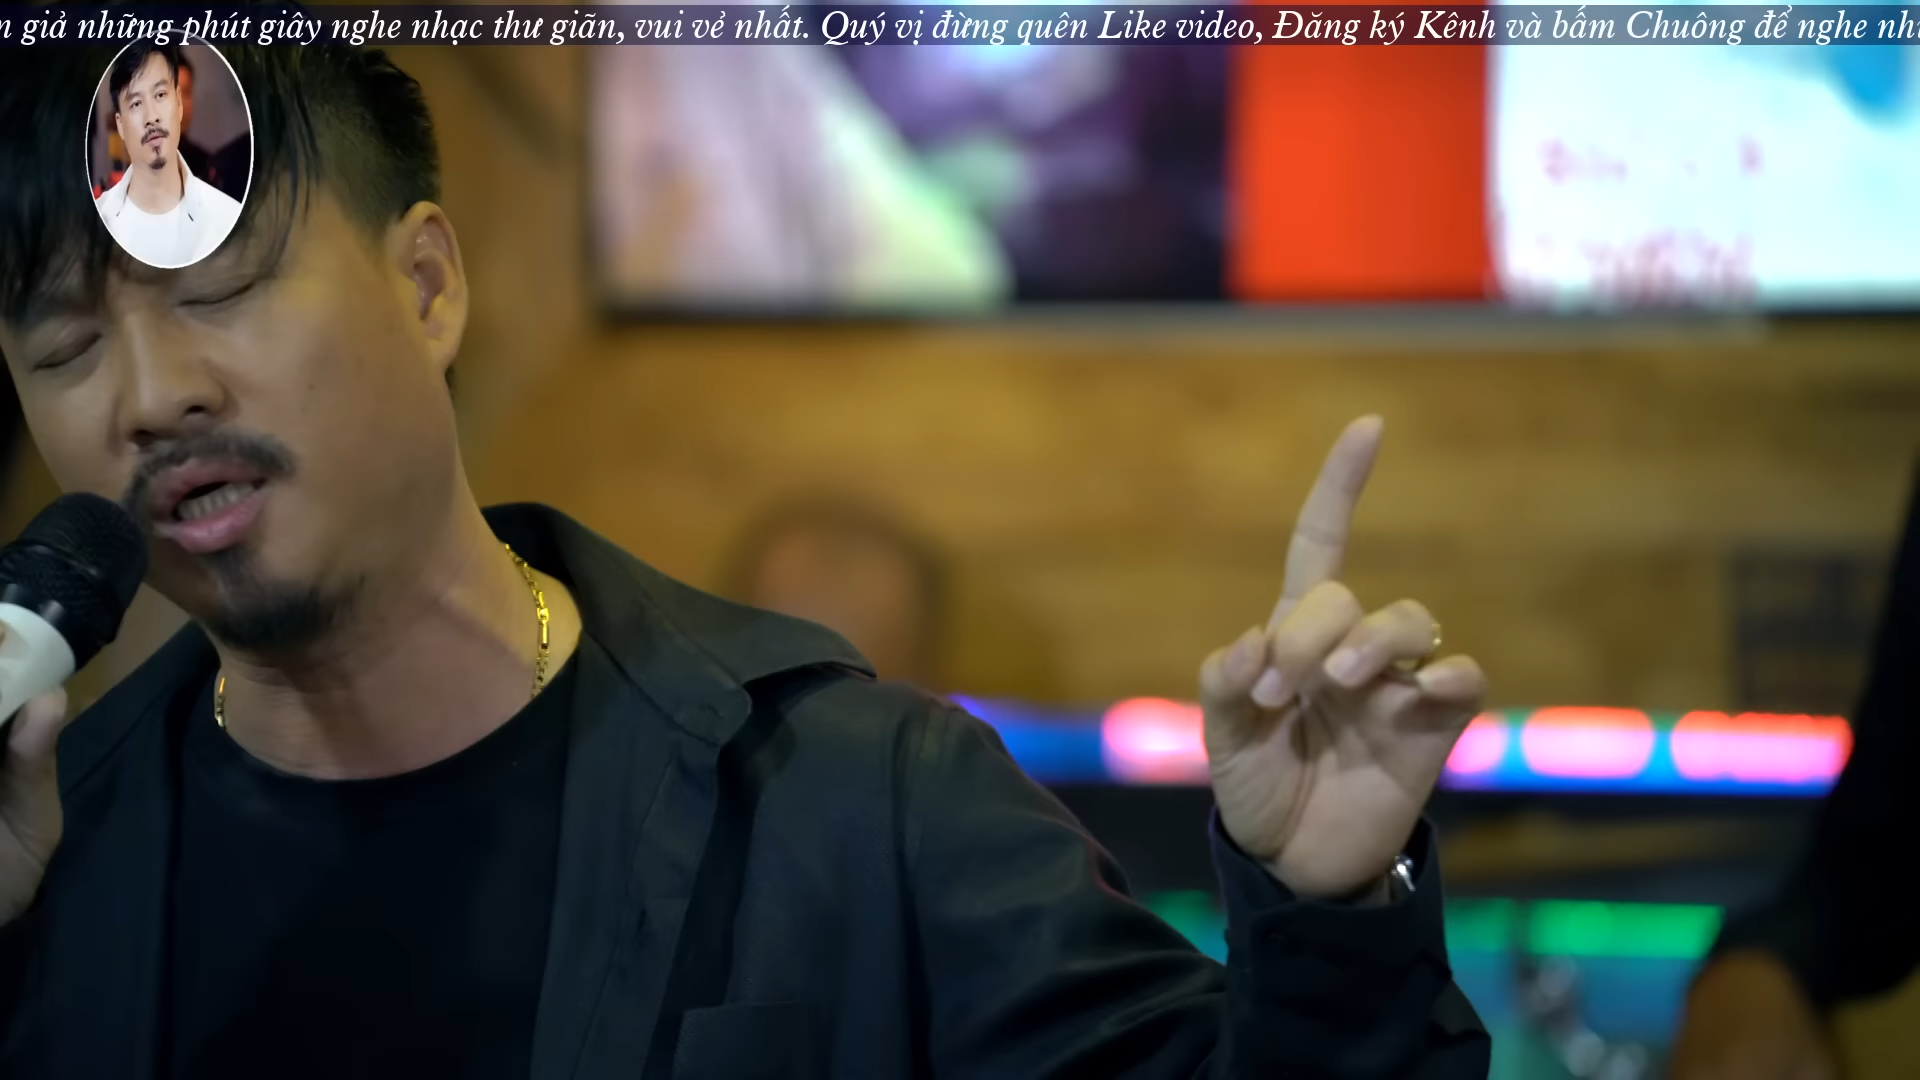 giả những phút giây nghe nhạc thư giãn, vui vẻ nhất. Quý vị đừng quên Like video, Đăng ký Kênh và bấm Chuông để nghe